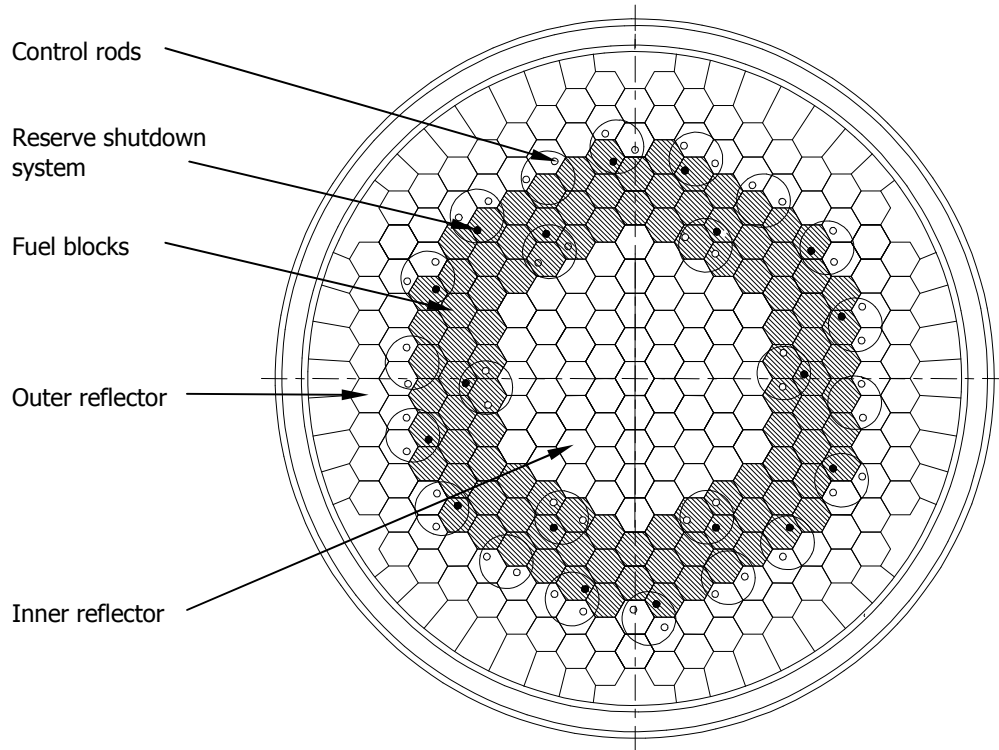 Control rods
Reserve shutdown
system
Fuel blocks
Outer reflector
Inner reflector